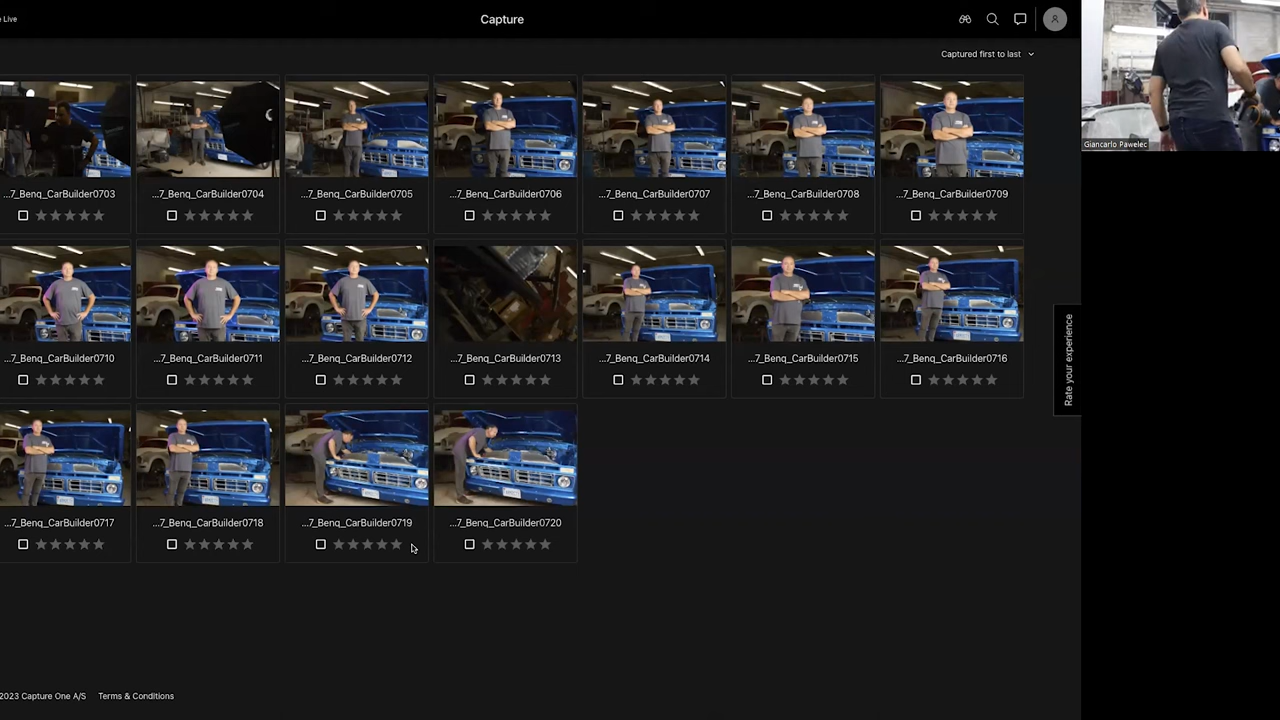 e Live
Capture
Captured first to last
...7_Benq_CarBuilder0703
...7_Benq_CarBuilder0704
...7_Benq_CarBuilder0705
...7_Benq_CarBuilder0706
...7_Benq_CarBuilder0707
...7_Benq_CarBuilder0708
...7_Benq_CarBuilder0709
...7_Benq_CarBuilder0710
...7_Benq_CarBuilder0711
...7_Benq_CarBuilder0712
...7_Benq_CarBuilder0713
...7_Benq_CarBuilder0714
...7_Benq_CarBuilder0715
...7_Benq_CarBuilder0716
...7_Benq_CarBuilder0717
...7_Benq_CarBuilder0718
...7_Benq_CarBuilder0719
...7_Benq_CarBuilder0720
2023 Capture One A/S
Terms & Conditions
Rate your experience
Giancarlo Pawelec